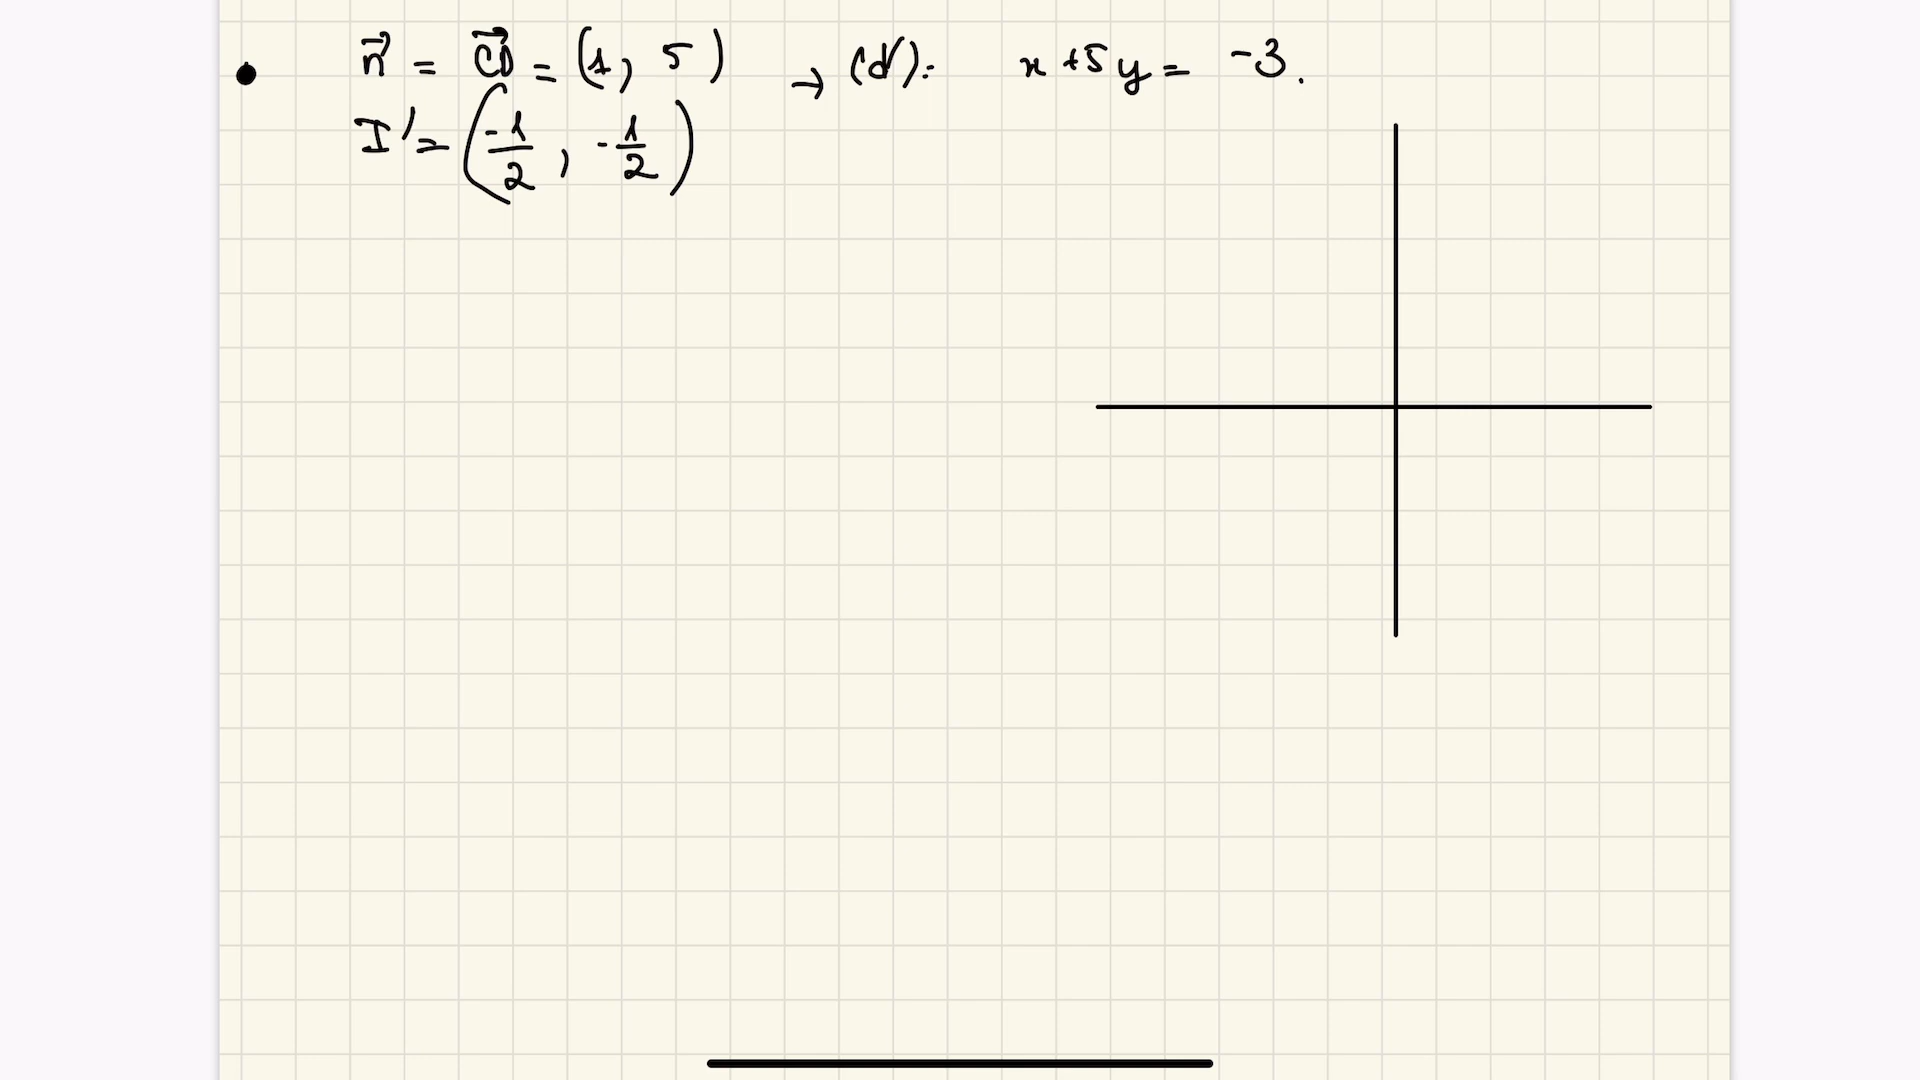 • n⃗ = CD⃗ = (1, 5) → (d'): x + 5y = -3.
I' = (-1/2, -1/2)